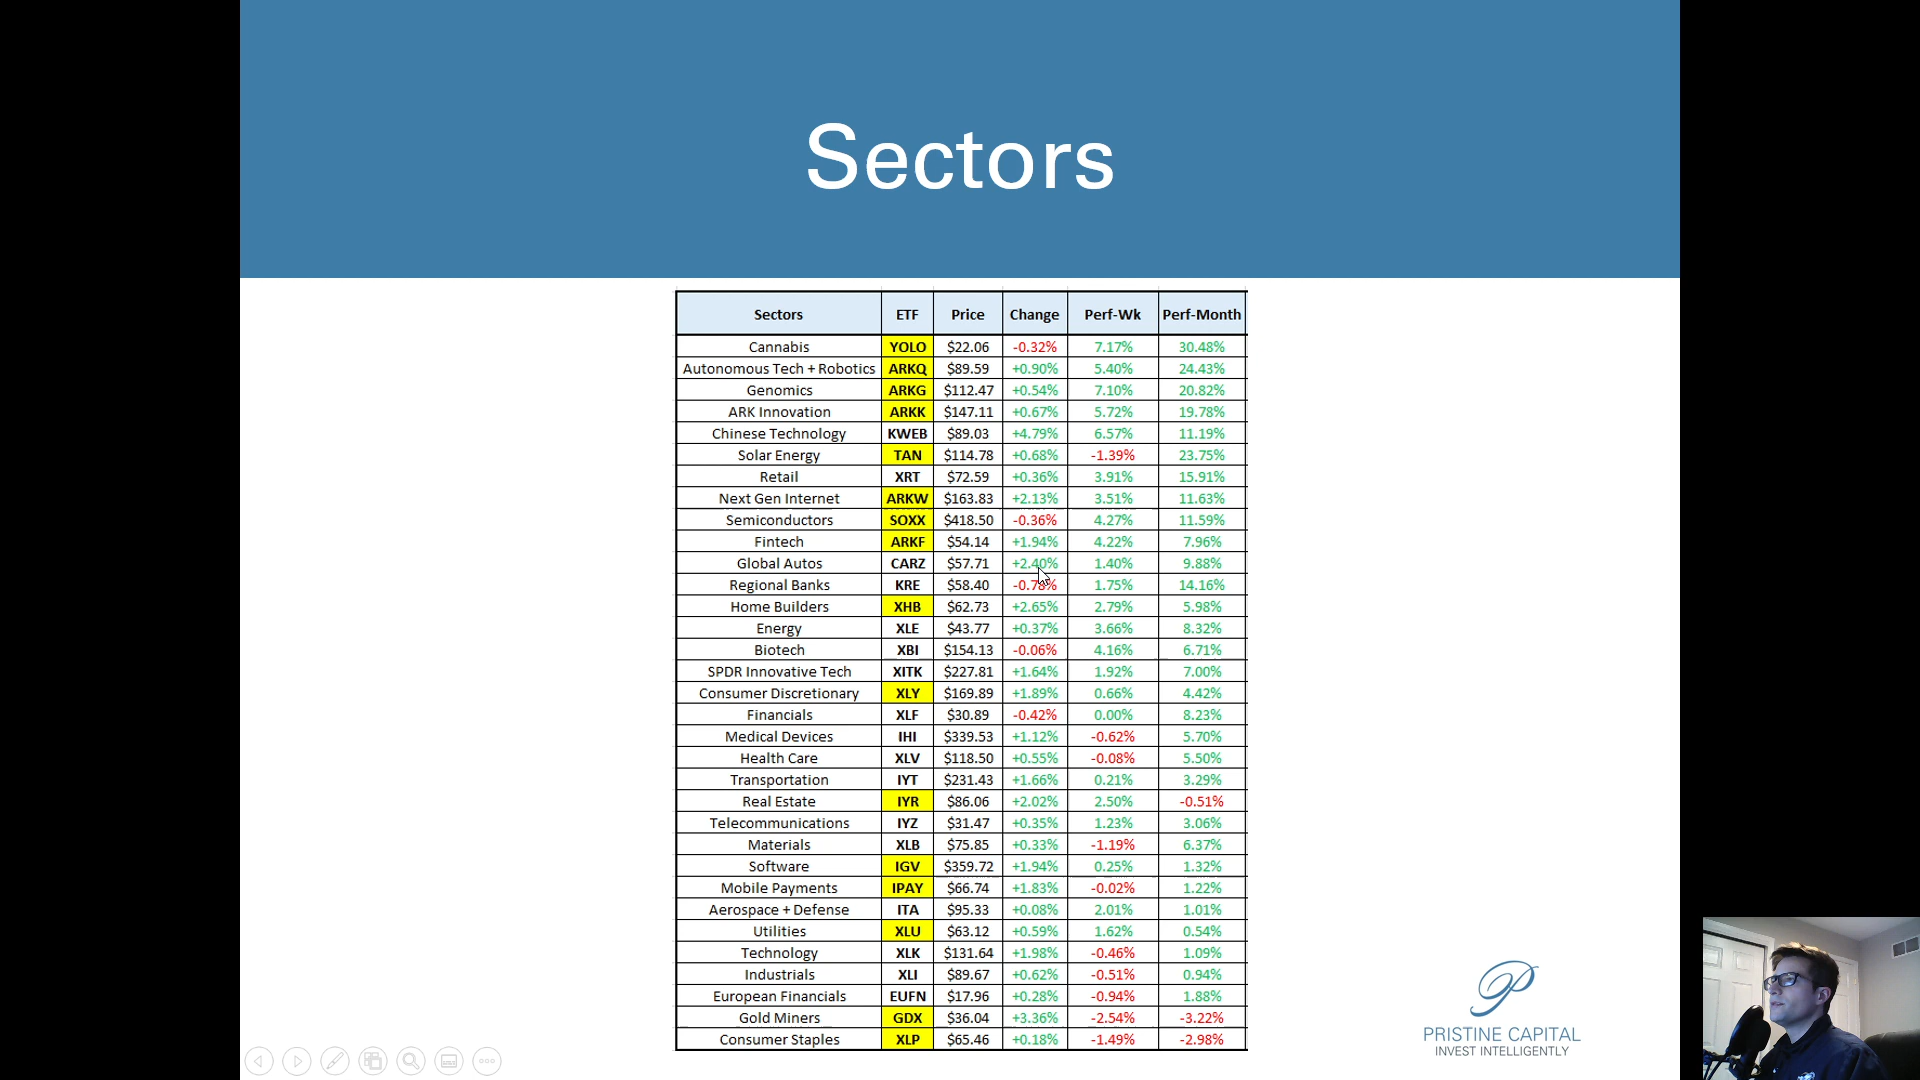 Sectors
Sectors ETF Price Change Perf-Wk Perf-Month
Cannabis YOLO $22.06 -0.32% 7.17% 30.48%
Autonomous Tech + Robotics ARKQ $89.59 +0.90% 5.40% 24.43%
Genomics ARKG $112.47 +0.54% 7.10% 20.82%
ARK Innovation ARKK $147.11 +0.67% 5.72% 19.78%
Chinese Technology KWEB $89.03 +4.79% 6.57% 11.19%
Solar Energy TAN $114.78 +0.68% -1.39% 23.75%
Retail XRT $72.59 +0.36% 3.91% 15.91%
Next Gen Internet ARKW $163.83 +2.13% 3.51% 11.63%
Semiconductors SOXX $418.50 -0.36% 4.27% 11.59%
Fintech ARKF $54.14 +1.94% 4.22% 7.96%
Global Autos CARZ $57.71 +2.40% 1.40% 9.88%
Regional Banks KRE $58.40 -0.78% 1.75% 14.16%
Home Builders XHB $62.73 +2.65% 2.79% 5.98%
Energy XLE $43.77 +0.37% 3.66% 8.32%
Biotech XBI $154.13 -0.06% 4.16% 6.71%
SPDR Innovative Tech XITK $227.81 +1.64% 1.92% 7.00%
Consumer Discretionary XLY $169.89 +1.89% 0.66% 4.42%
Financials XLF $30.89 -0.42% 0.00% 8.23%
Medical Devices IHI $339.53 +1.12% -0.62% 5.70%
Health Care XLV $118.50 +0.55% -0.08% 5.50%
Transportation IYT $231.43 +1.66% 0.21% 3.29%
Real Estate IYR $86.06 +2.02% 2.50% -0.51%
Telecommunications IYZ $31.47 +0.35% 1.23% 3.06%
Materials XLB $75.85 +0.33% -1.19% 6.37%
Software IGV $359.72 +1.94% 0.25% 1.32%
Mobile Payments IPAY $66.74 +1.83% -0.02% 1.22%
Aerospace + Defense ITA $95.33 +0.08% 2.01% 1.01%
Utilities XLU $63.12 +0.59% 1.62% 0.54%
Technology XLK $131.64 +1.98% -0.46% 1.09%
Industrials XLI $89.67 +0.62% -0.51% 0.94%
European Financials EUFN $17.96 +0.28% -0.94% 1.88%
Gold Miners GDX $36.04 +3.36% -2.54% -3.22%
Consumer Staples XLP $65.46 +0.18% -1.49% -2.98%
PRISTINE CAPITAL
INVEST INTELLIGENTLY